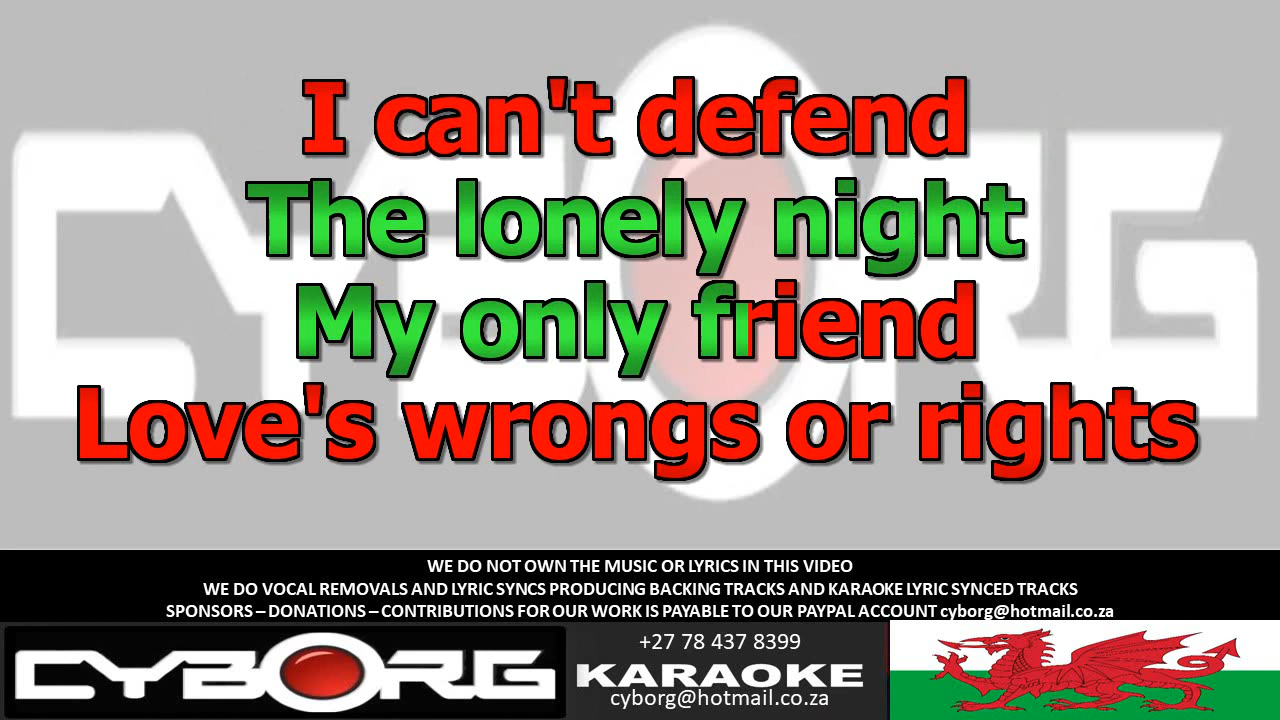 I can't defend
The lonely night
My only friend
Love's wrongs or rights
WE DO NOT OWN THE MUSIC OR LYRICS IN THIS VIDEO
WE DO VOCAL REMOVALS AND LYRIC SYNCS PRODUCING BACKING TRACKS AND KARAOKE LYRIC SYNCED TRACKS
SPONSORS – DONATIONS – CONTRIBUTIONS FOR OUR WORK IS PAYABLE TO OUR PAYPAL ACCOUNT cyborg@hotmail.co.za
CYBORG
+27 78 437 8399
KARAOKE
cyborg@hotmail.co.za